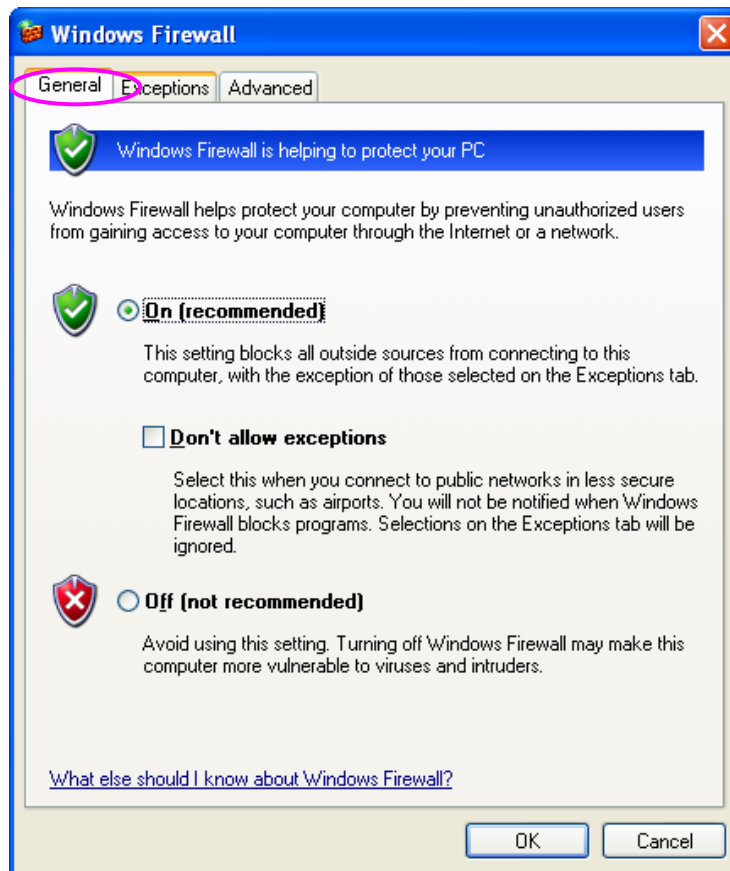 Windows Firewall
General Exceptions Advanced
Windows Firewall is helping to protect your PC
Windows Firewall helps protect your computer by preventing unauthorized users
from gaining access to your computer through the Internet or a network.
On (recommended)
This setting blocks all outside sources from connecting to this
computer, with the exception of those selected on the Exceptions tab.
Don't allow exceptions
Select this when you connect to public networks in less secure
locations, such as airports. You will not be notified when Windows
Firewall blocks programs. Selections on the Exceptions tab will be
ignored.
Off (not recommended)
Avoid using this setting. Turning off Windows Firewall may make this
computer more vulnerable to viruses and intruders.
What else should I know about Windows Firewall?
OK Cancel